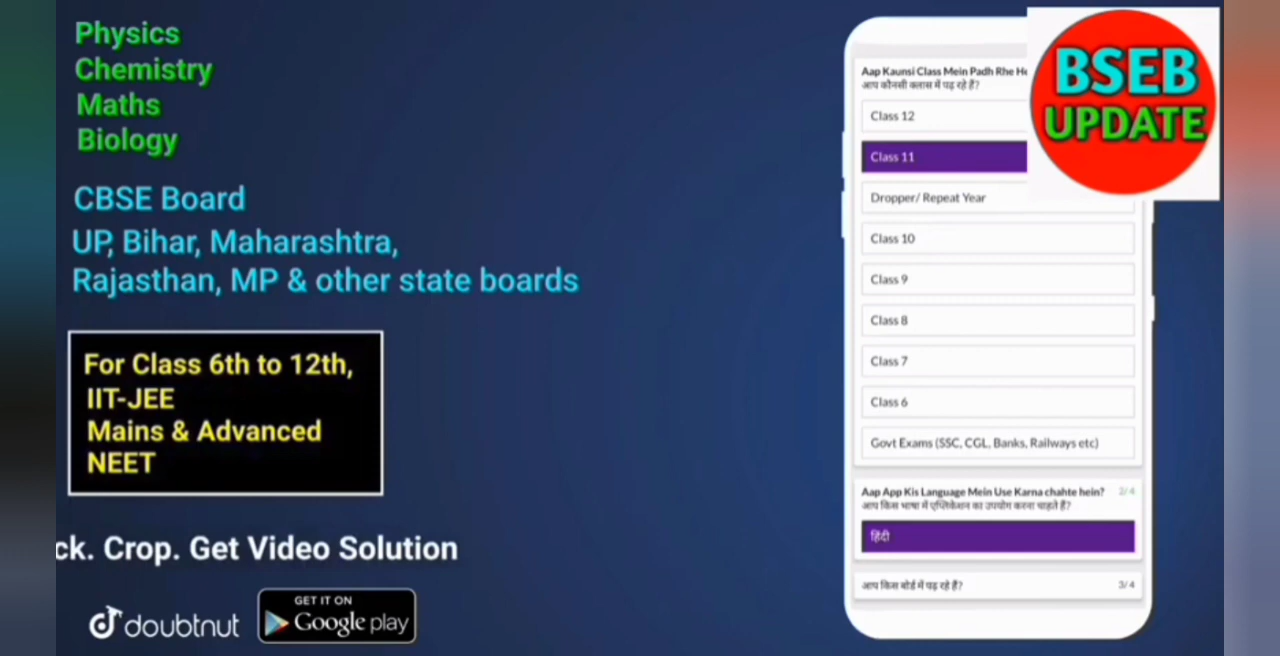 Physics
Chemistry
Maths
Biology
CBSE Board
UP, Bihar, Maharashtra,
Rajasthan, MP & other state boards
For Class 6th to 12th,
IIT-JEE
Mains & Advanced
NEET
ck. Crop. Get Video Solution
doubtnut
GET IT ON
Google play
Aap Kaunsi Class Mein Padh Rhe
आप कौनसी क्लास में पढ़ रहे हैं?
Class 12
Class 11
Dropper/ Repeat Year
Class 10
Class 9
Class 8
Class 7
Class 6
Govt Exams (SSC, CGL, Banks, Railways etc)
Aap App Kis Language Mein Use Karna chahte hein? 2/4
आप किस भाषा में एप्लिकेशन का उपयोग करना चाहते हैं?
हिंदी
आप किस बोर्ड में पढ़ रहे हैं? 3/4
BSEB
UPDATE